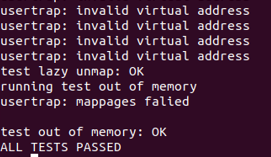 usertrap: invalid virtual address
usertrap: invalid virtual address
usertrap: invalid virtual address
usertrap: invalid virtual address
test lazy unmap: OK
running test out of memory
usertrap: mappages falied
test out of memory: OK
ALL TESTS PASSED